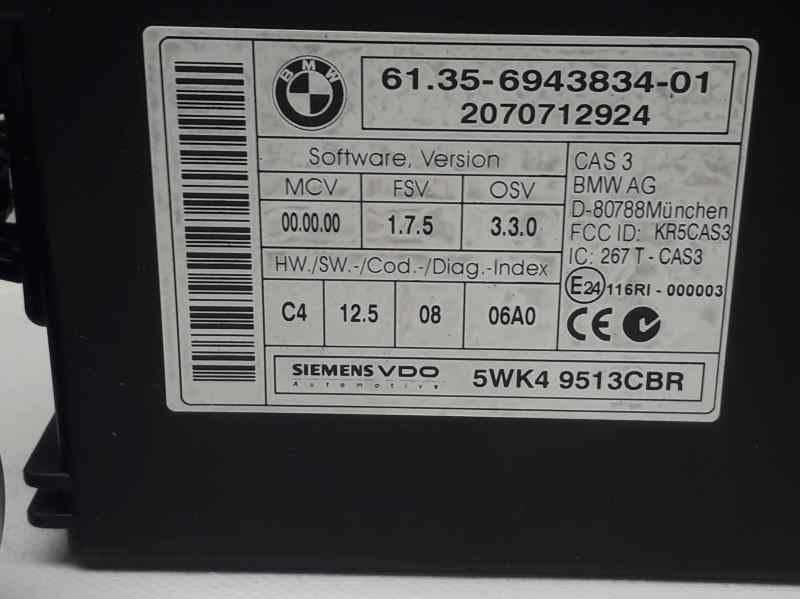 BMW
61.35-6943834-01
2070712924
Software, Version
MCV FSV OSV
00.00.00 1.7.5 3.3.0
HW./SW.-/Cod.-/Diag.-Index
C4 12.5 08 06A0
CAS 3
BMW AG
D-80788München
FCC ID: KR5CAS3
IC: 267 T - CAS3
E24 116RI - 000003
CE
SIEMENS VDO
Automotive
5WK4 9513CBR